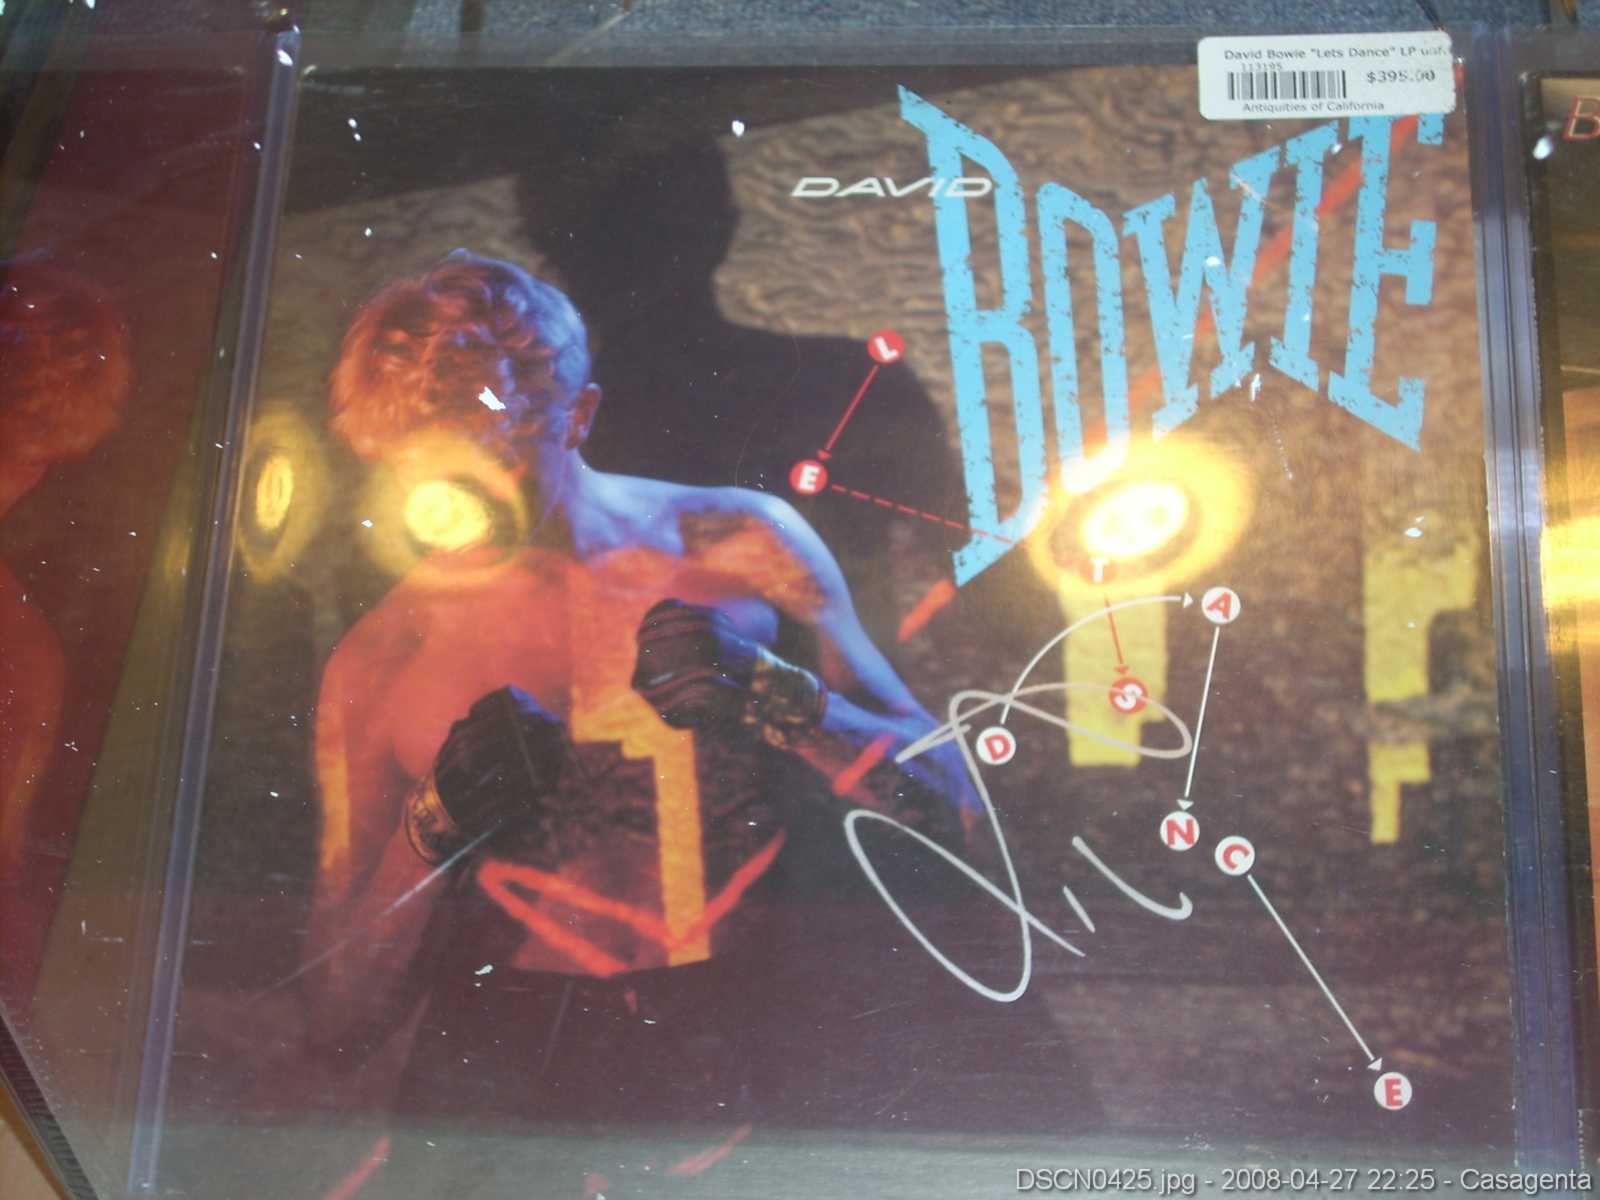 David Bowie "Lets Dance" LP
113195
$395.00
Antiquities of California
DAVID
BOWIE
L
E
T
S
D
A
N
C
E
B
DSCN0425.jpg - 2008-04-27 22:25 - Casagenta